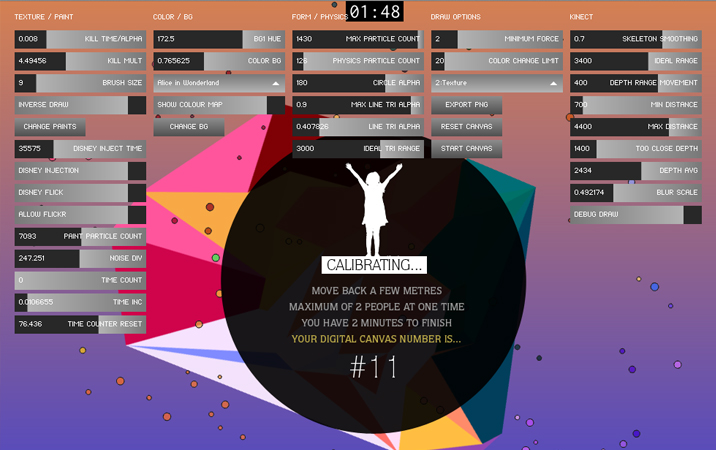 01:48
TEXTURE / PAINT
0.008 KILL TIME/ALPHA
4.49456 KILL MULT
9 BRUSH SIZE
INVERSE DRAW
CHANGE PAINTS
35575 DISNEY INJECT TIME
DISNEY INJECTION
DISNEY FLICK
ALLOW FLICKR
7093 PAINT PARTICLE COUNT
247.251 NOISE DIV
0 TIME COUNT
0.0106655 TIME INC
76.436 TIME COUNTER RESET
COLOR / BG
172.5 BG1 HUE
0.765625 COLOR BG
Alice in Wonderland
SHOW COLOUR MAP
CHANGE BG
FORM / PHYSICS
1430 MAX PARTICLE COUNT
126 PHYSICS PARTICLE COUNT
180 CIRCLE ALPHA
0.9 MAX LINE TRI ALPHA
0.407826 LINE TRI ALPHA
3000 IDEAL TRI RANGE
DRAW OPTIONS
2 MINIMUM FORCE
20 COLOR CHANGE LIMIT
2:Texture
EXPORT PNG
RESET CANVAS
START CANVAS
KINECT
0.7 SKELETON SMOOTHING
3400 IDEAL RANGE
400 DEPTH RANGE MOVEMENT
700 MIN DISTANCE
4400 MAX DISTANCE
1400 TOO CLOSE DEPTH
2434 DEPTH AVG
0.492174 BLUR SCALE
DEBUG DRAW
CALIBRATING...
MOVE BACK A FEW METRES
MAXIMUM OF 2 PEOPLE AT ONE TIME
YOU HAVE 2 MINUTES TO FINISH
YOUR DIGITAL CANVAS NUMBER IS...
#11